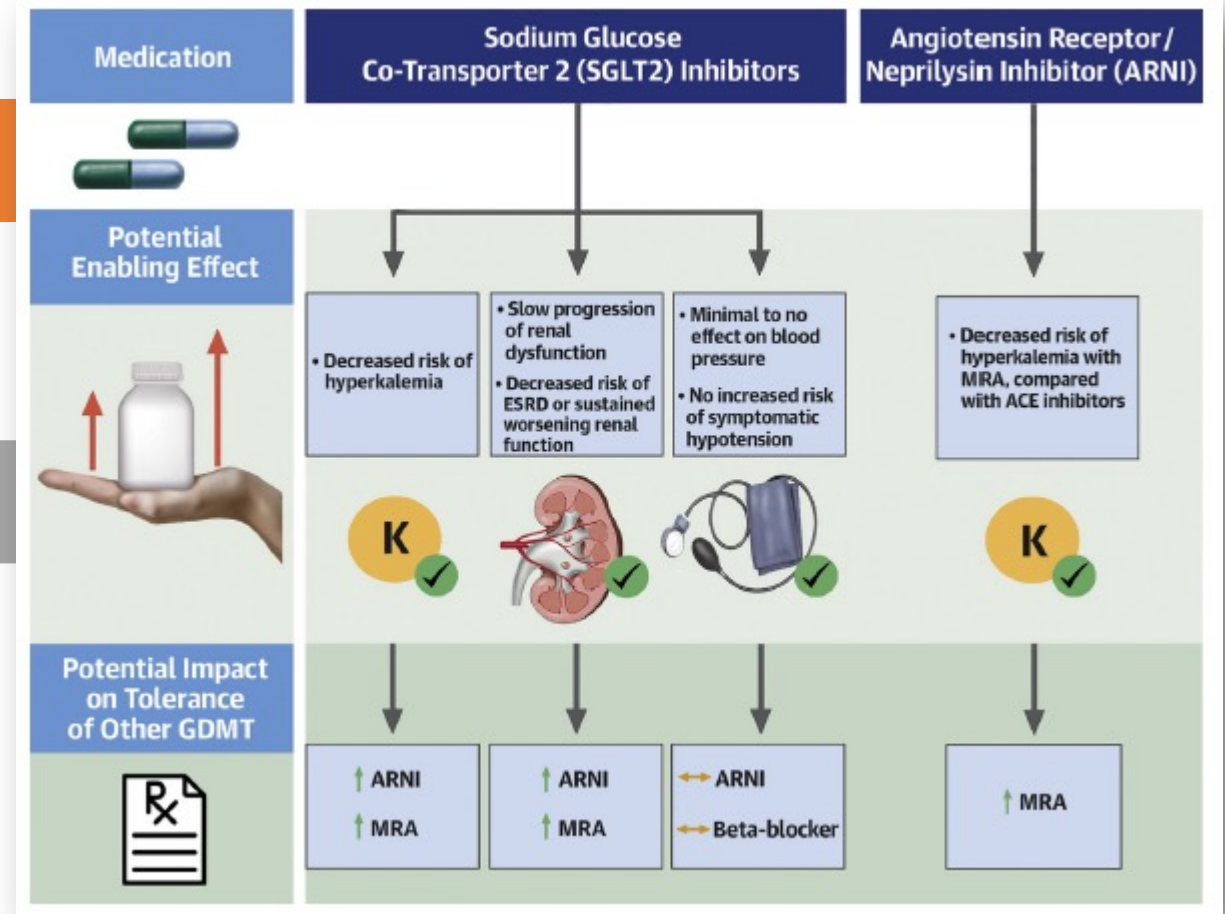 Medication
Sodium Glucose
Co-Transporter 2 (SGLT2) Inhibitors
Angiotensin Receptor/
Neprilysin Inhibitor (ARNI)
Potential
Enabling Effect
• Decreased risk of
hyperkalemia
• Slow progression
of renal
dysfunction
• Decreased risk of
ESRD or sustained
worsening renal
function
• Minimal to no
effect on blood
pressure
• No increased risk
of symptomatic
hypotension
• Decreased risk of
hyperkalemia with
MRA, compared
with ACE inhibitors
K
K
Potential Impact
on Tolerance
of Other GDMT
Rx
↑ ARNI
↑ MRA
↑ ARNI
↑ MRA
↔ ARNI
↔ Beta-blocker
↑ MRA